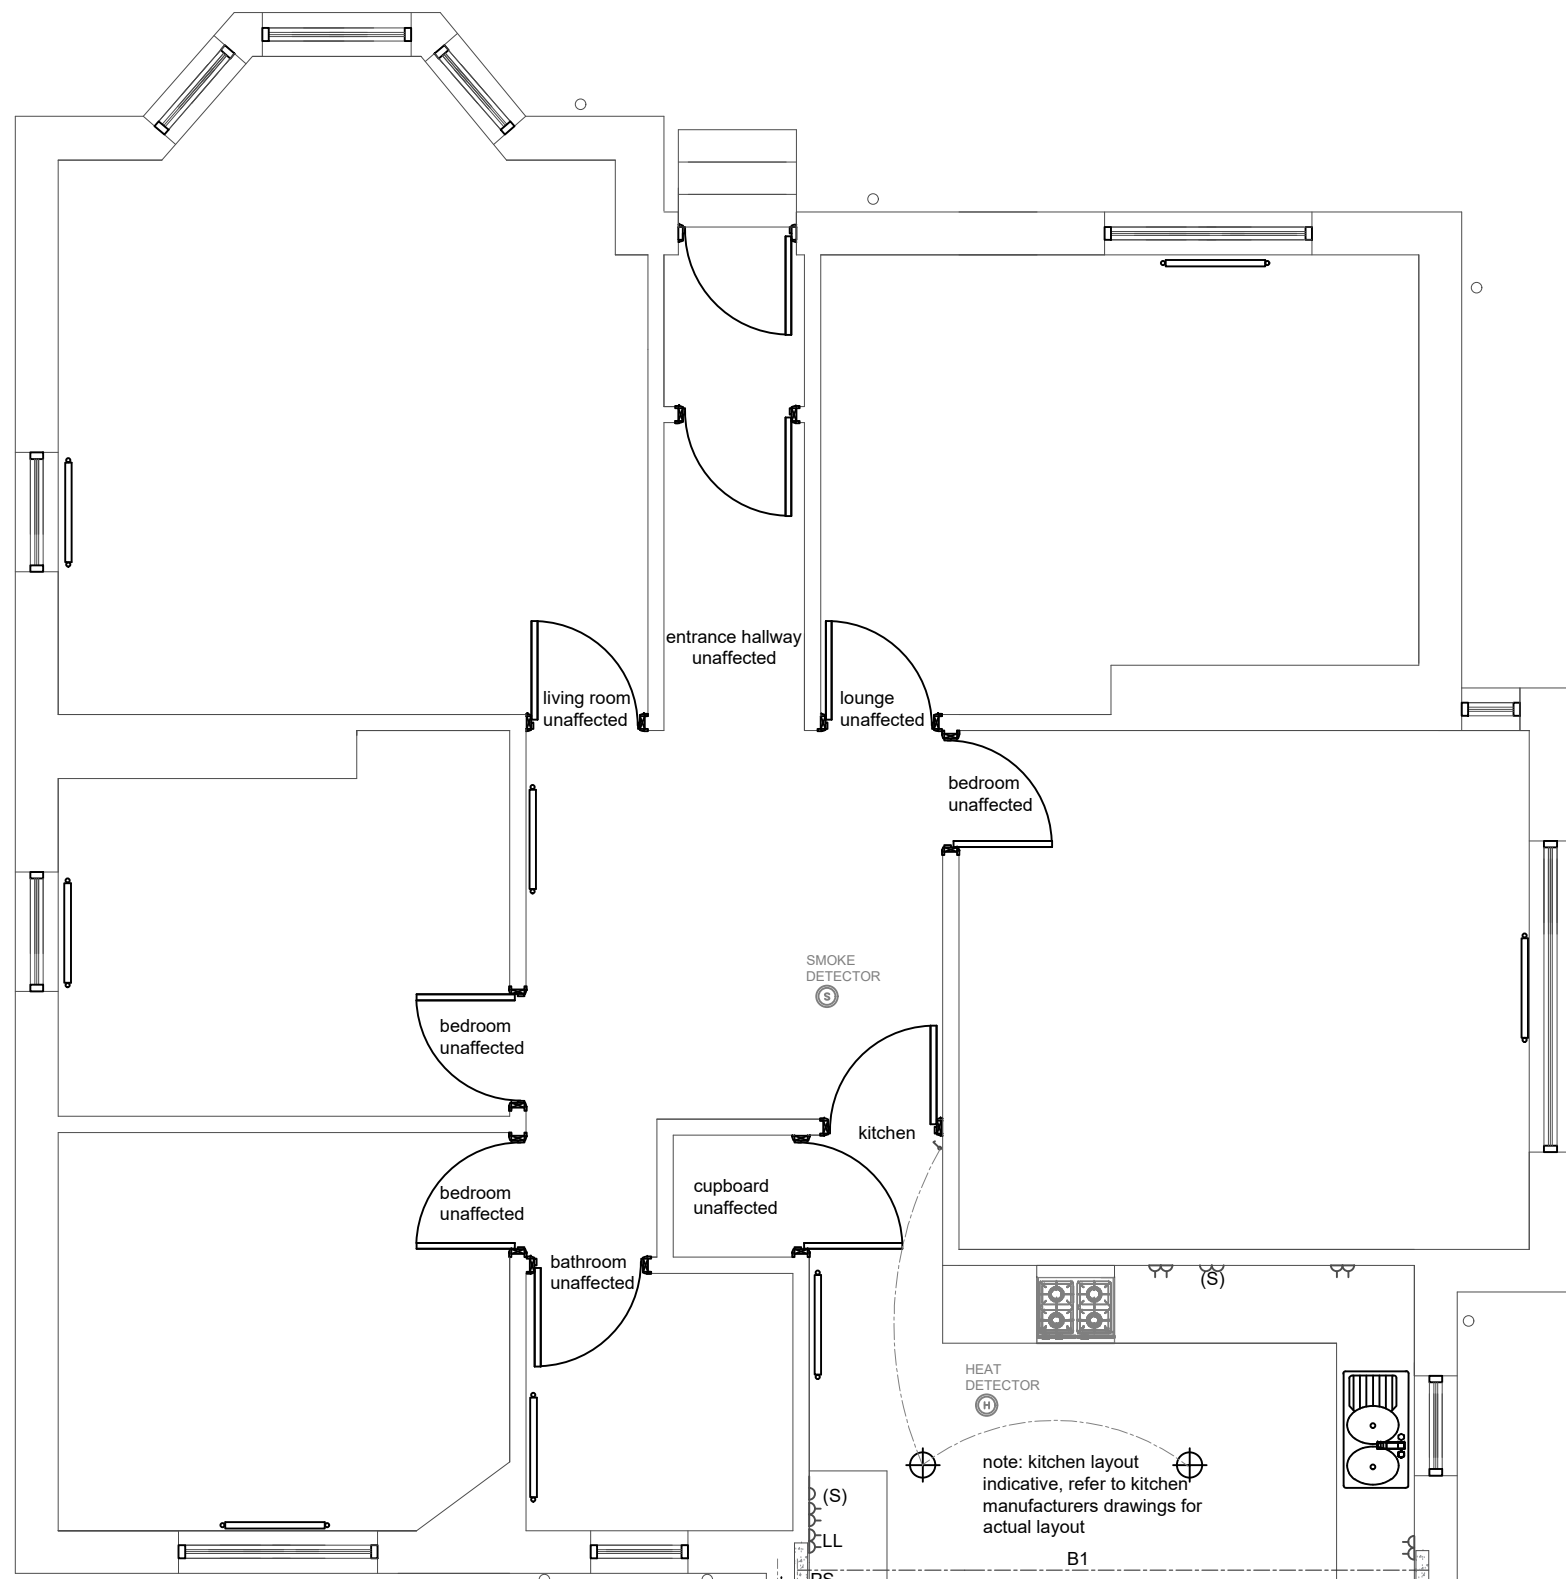 entrance hallway
unaffected
living room
unaffected
lounge
unaffected
bedroom
unaffected
SMOKE
DETECTOR
S
bedroom
unaffected
kitchen
bedroom
unaffected
cupboard
unaffected
bathroom
unaffected
(S)
HEAT
DETECTOR
H
note: kitchen layout
indicative, refer to kitchen
manufacturers drawings for
actual layout
(S)
LL
B1
PS